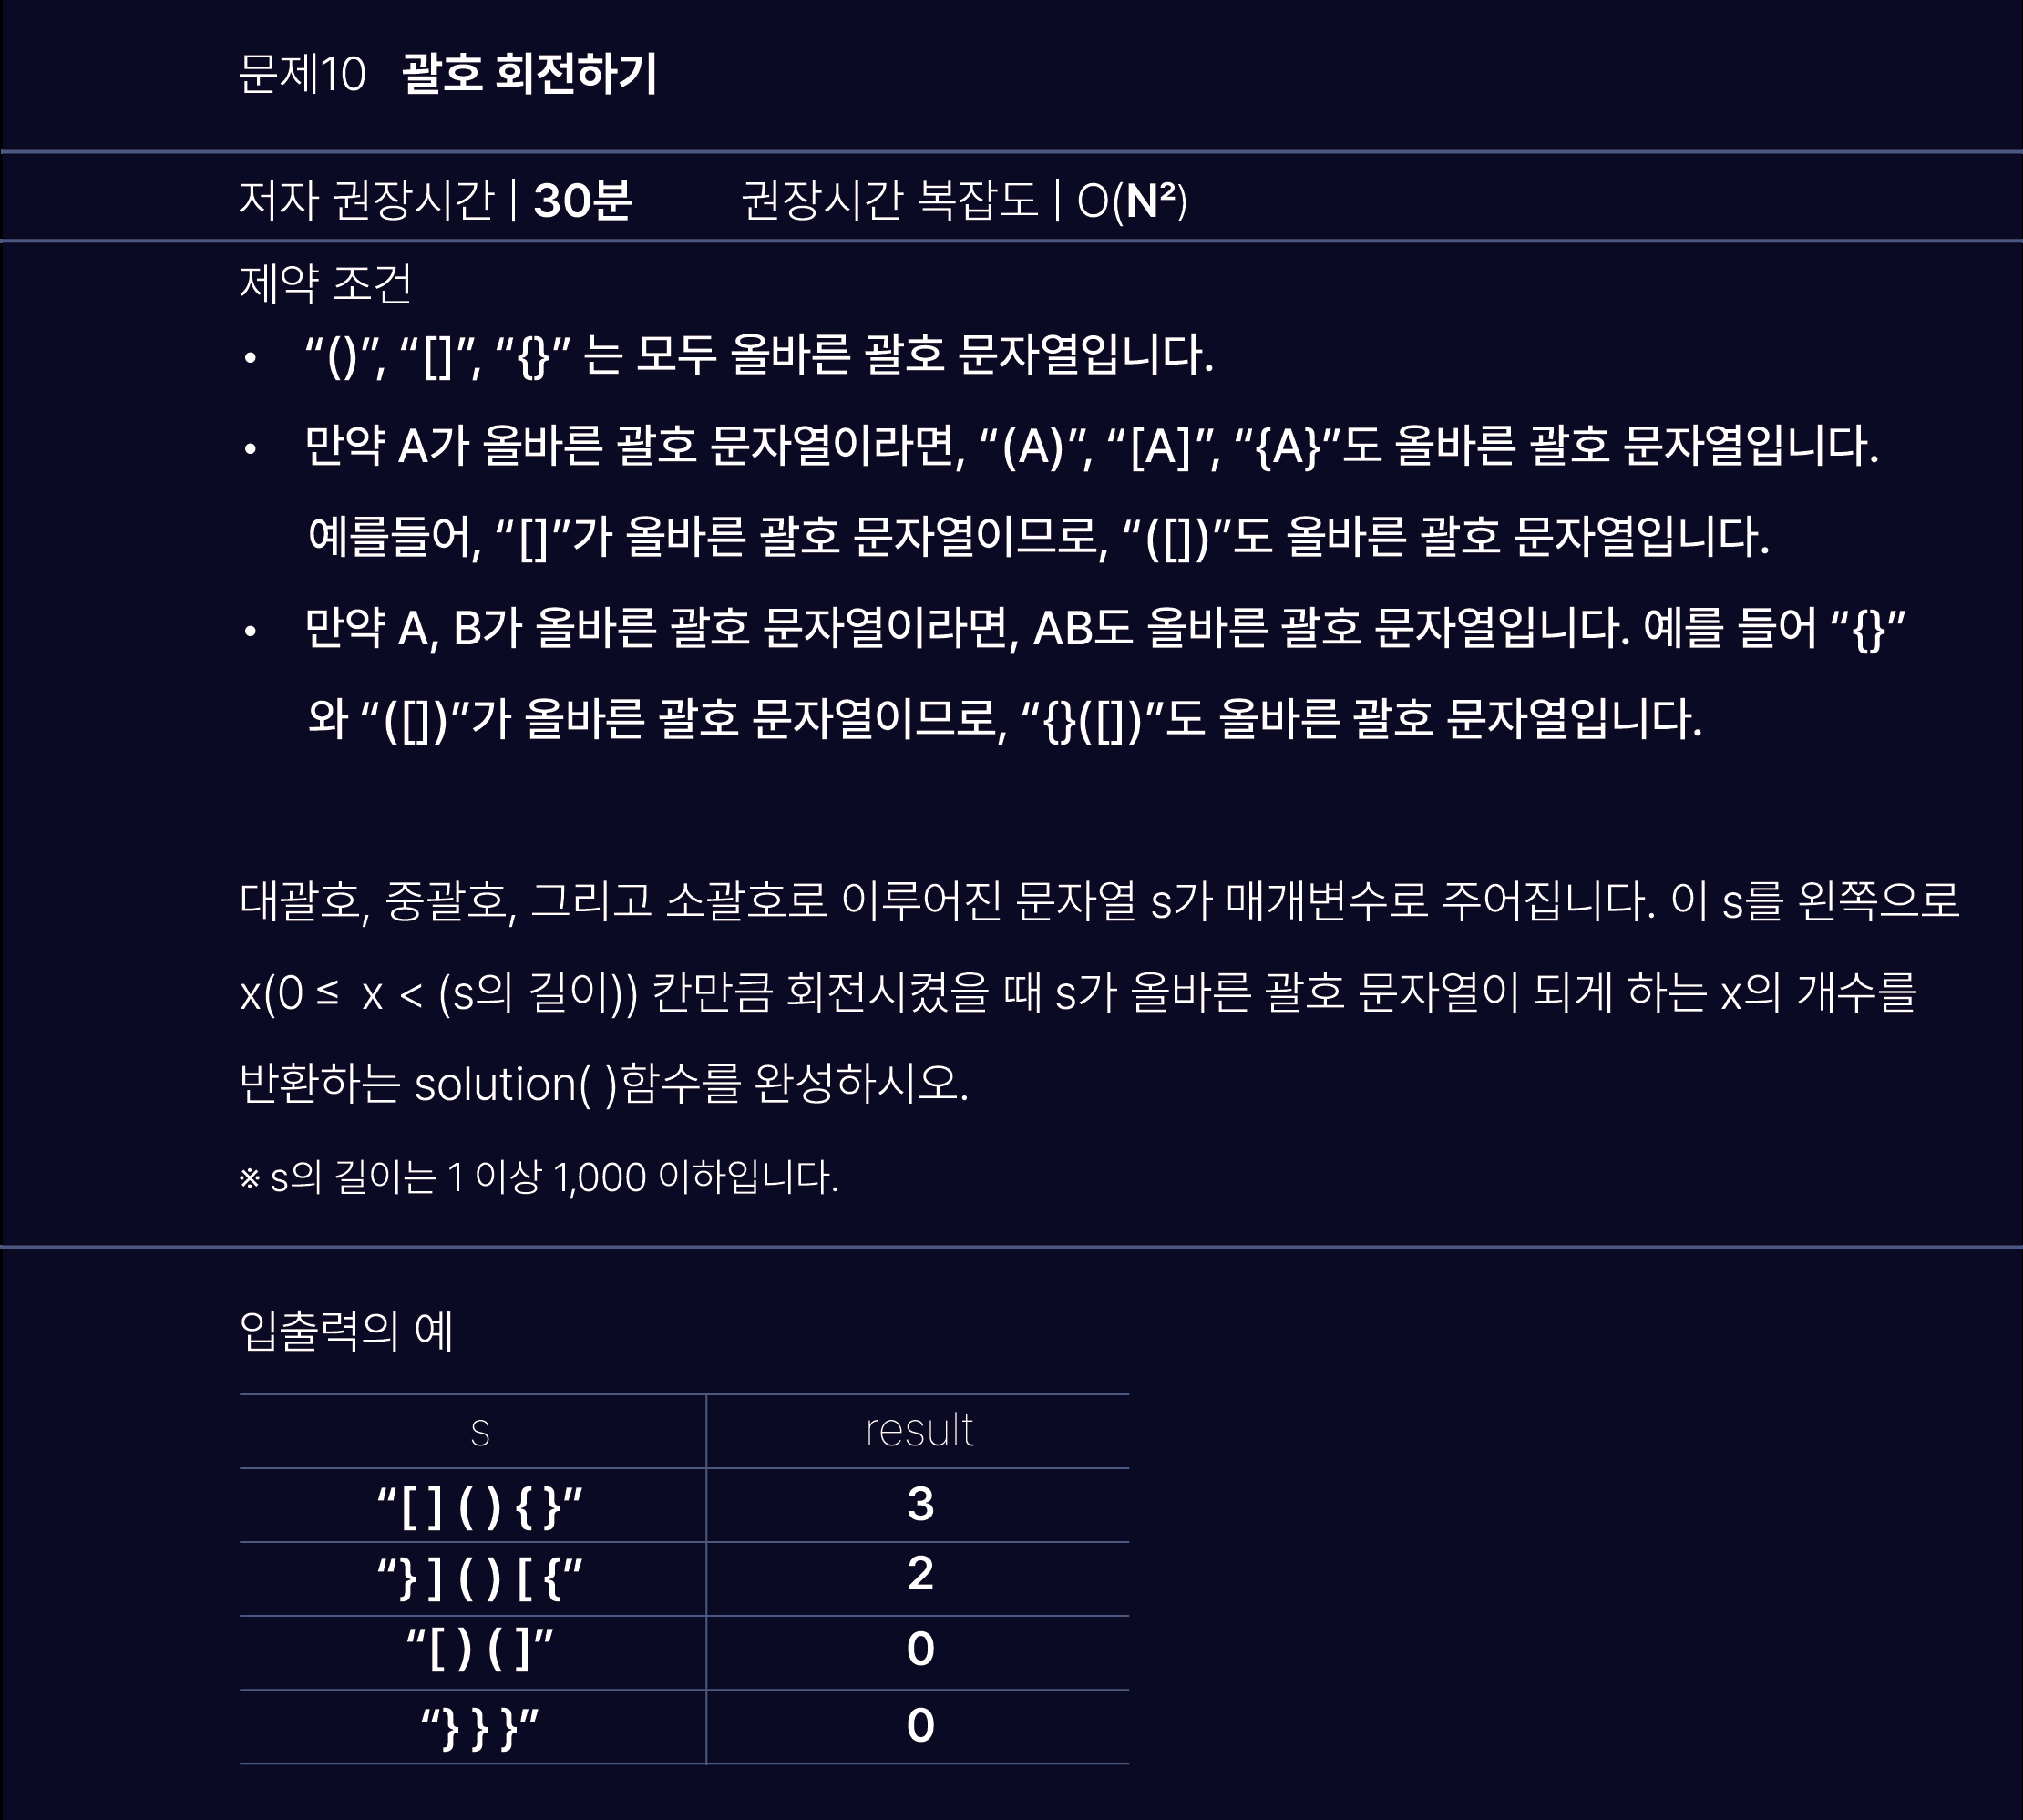 문제10 괄호 회전하기
저자 권장시간 | 30분 권장시간 복잡도 | O(N²)
제약 조건
• “()”, “[]”, “{}” 는 모두 올바른 괄호 문자열입니다.
• 만약 A가 올바른 괄호 문자열이라면, “(A)”, “[A]”, “{A}”도 올바른 괄호 문자열입니다.
예를들어, “[]”가 올바른 괄호 문자열이므로, “([])”도 올바른 괄호 문자열입니다.
• 만약 A, B가 올바른 괄호 문자열이라면, AB도 올바른 괄호 문자열입니다. 예를 들어 “{}”
와 “([])”가 올바른 괄호 문자열이므로, “{}([])”도 올바른 괄호 문자열입니다.
대괄호, 중괄호, 그리고 소괄호로 이루어진 문자열 s가 매개변수로 주어집니다. 이 s를 왼쪽으로
x(0 ≤ x < (s의 길이)) 칸만큼 회전시켰을 때 s가 올바른 괄호 문자열이 되게 하는 x의 개수를
반환하는 solution( )함수를 완성하시오.
※ s의 길이는 1 이상 1,000 이하입니다.
입출력의 예
s result
“[ ] ( ) { }” 3
“} ] ( ) [ {” 2
“[ ) ( ]” 0
“} } }” 0